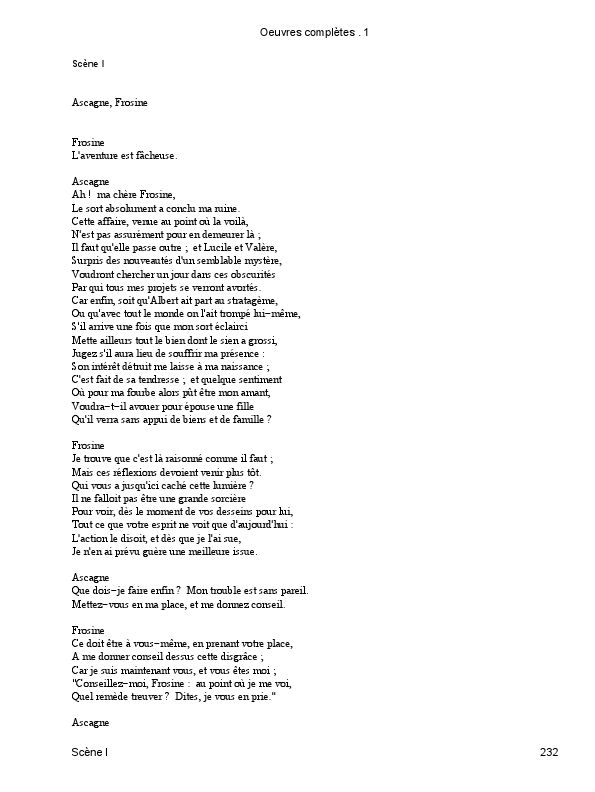 Oeuvres complètes . 1
Scène I
Ascagne, Frosine
Frosine
L'aventure est fâcheuse.
Ascagne
Ah ! ma chère Frosine,
Le sort absolument a conclu ma ruine.
Cette affaire, venue au point où la voilà,
N'est pas assurément pour en demeurer là ;
Il faut qu'elle passe outre ; et Lucile et Valère,
Surpris des nouveautés d'un semblable mystère,
Voudront chercher un jour dans ces obscurités
Par qui tous mes projets se verront avortés.
Car enfin, soit qu'Albert ait part au stratagème,
Ou qu'avec tout le monde on l'ait trompé lui−même,
S'il arrive une fois que mon sort éclairci
Mette ailleurs tout le bien dont le sien a grossi,
Jugez s'il aura lieu de souffrir ma présence :
Son intérêt détruit me laisse à ma naissance ;
C'est fait de sa tendresse ; et quelque sentiment
Où pour ma fourbe alors pût être mon amant,
Voudra−t−il avouer pour épouse une fille
Qu'il verra sans appui de biens et de famille ?
Frosine
Je trouve que c'est là raisonné comme il faut ;
Mais ces réflexions devoient venir plus tôt.
Qui vous a jusqu'ici caché cette lumière ?
Il ne falloit pas être une grande sorcière
Pour voir, dès le moment de vos desseins pour lui,
Tout ce que votre esprit ne voit que d'aujourd'hui :
L'action le disoit, et dès que je l'ai sue,
Je n'en ai prévu guère une meilleure issue.
Ascagne
Que dois−je faire enfin ? Mon trouble est sans pareil.
Mettez−vous en ma place, et me donnez conseil.
Frosine
Ce doit être à vous−même, en prenant votre place,
A me donner conseil dessus cette disgrâce ;
Car je suis maintenant vous, et vous êtes moi ;
"Conseillez−moi, Frosine : au point où je me voi,
Quel remède treuver ? Dites, je vous en prie."
Ascagne
Scène I
232